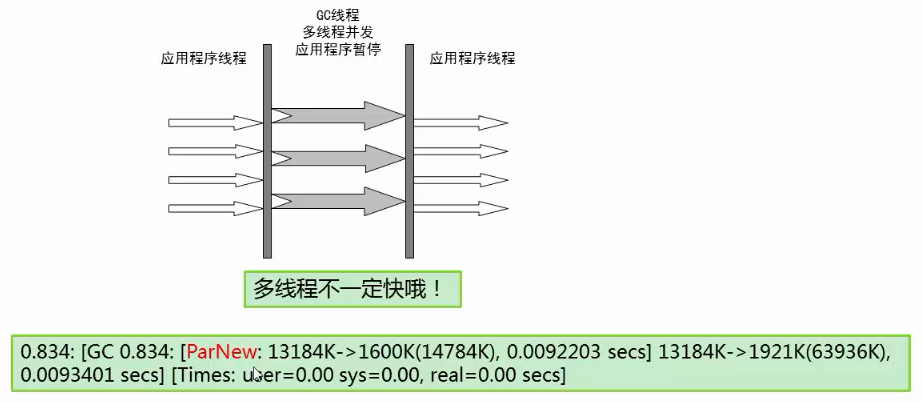 GC线程
多线程并发
应用程序暂停
应用程序线程
应用程序线程
多线程不一定快哦！
0.834: [GC 0.834: [ParNew: 13184K->1600K(14784K), 0.0092203 secs] 13184K->1921K(63936K),
0.0093401 secs] [Times: user=0.00 sys=0.00, real=0.00 secs]